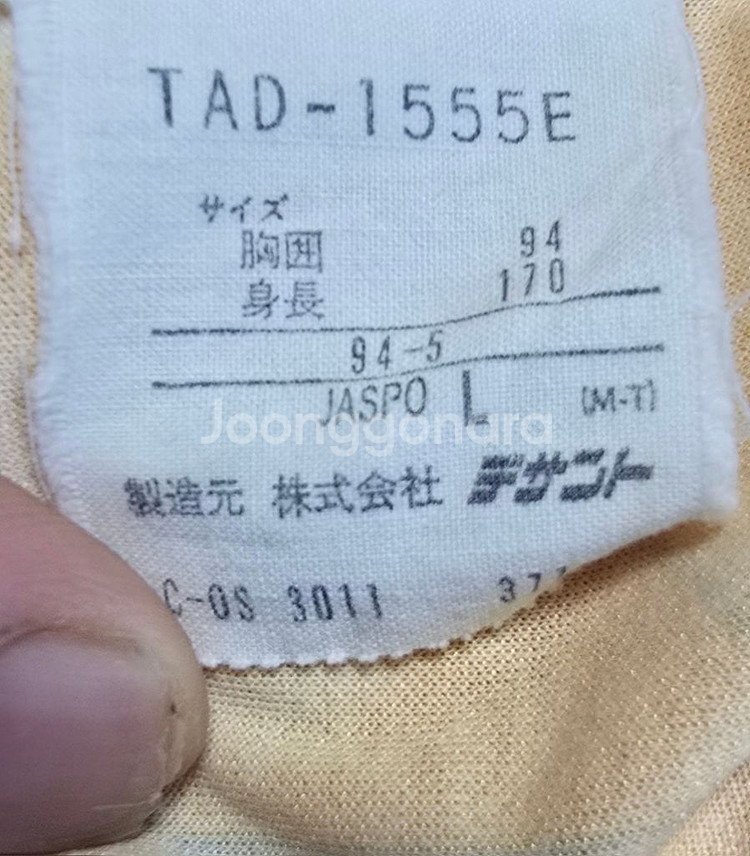 TAD-1555E
サイズ
胸囲 94
身長 170
94-5
JASPO L (M-T)
Joonggonara
製造元 株式会社 デサント
C-OS 3011